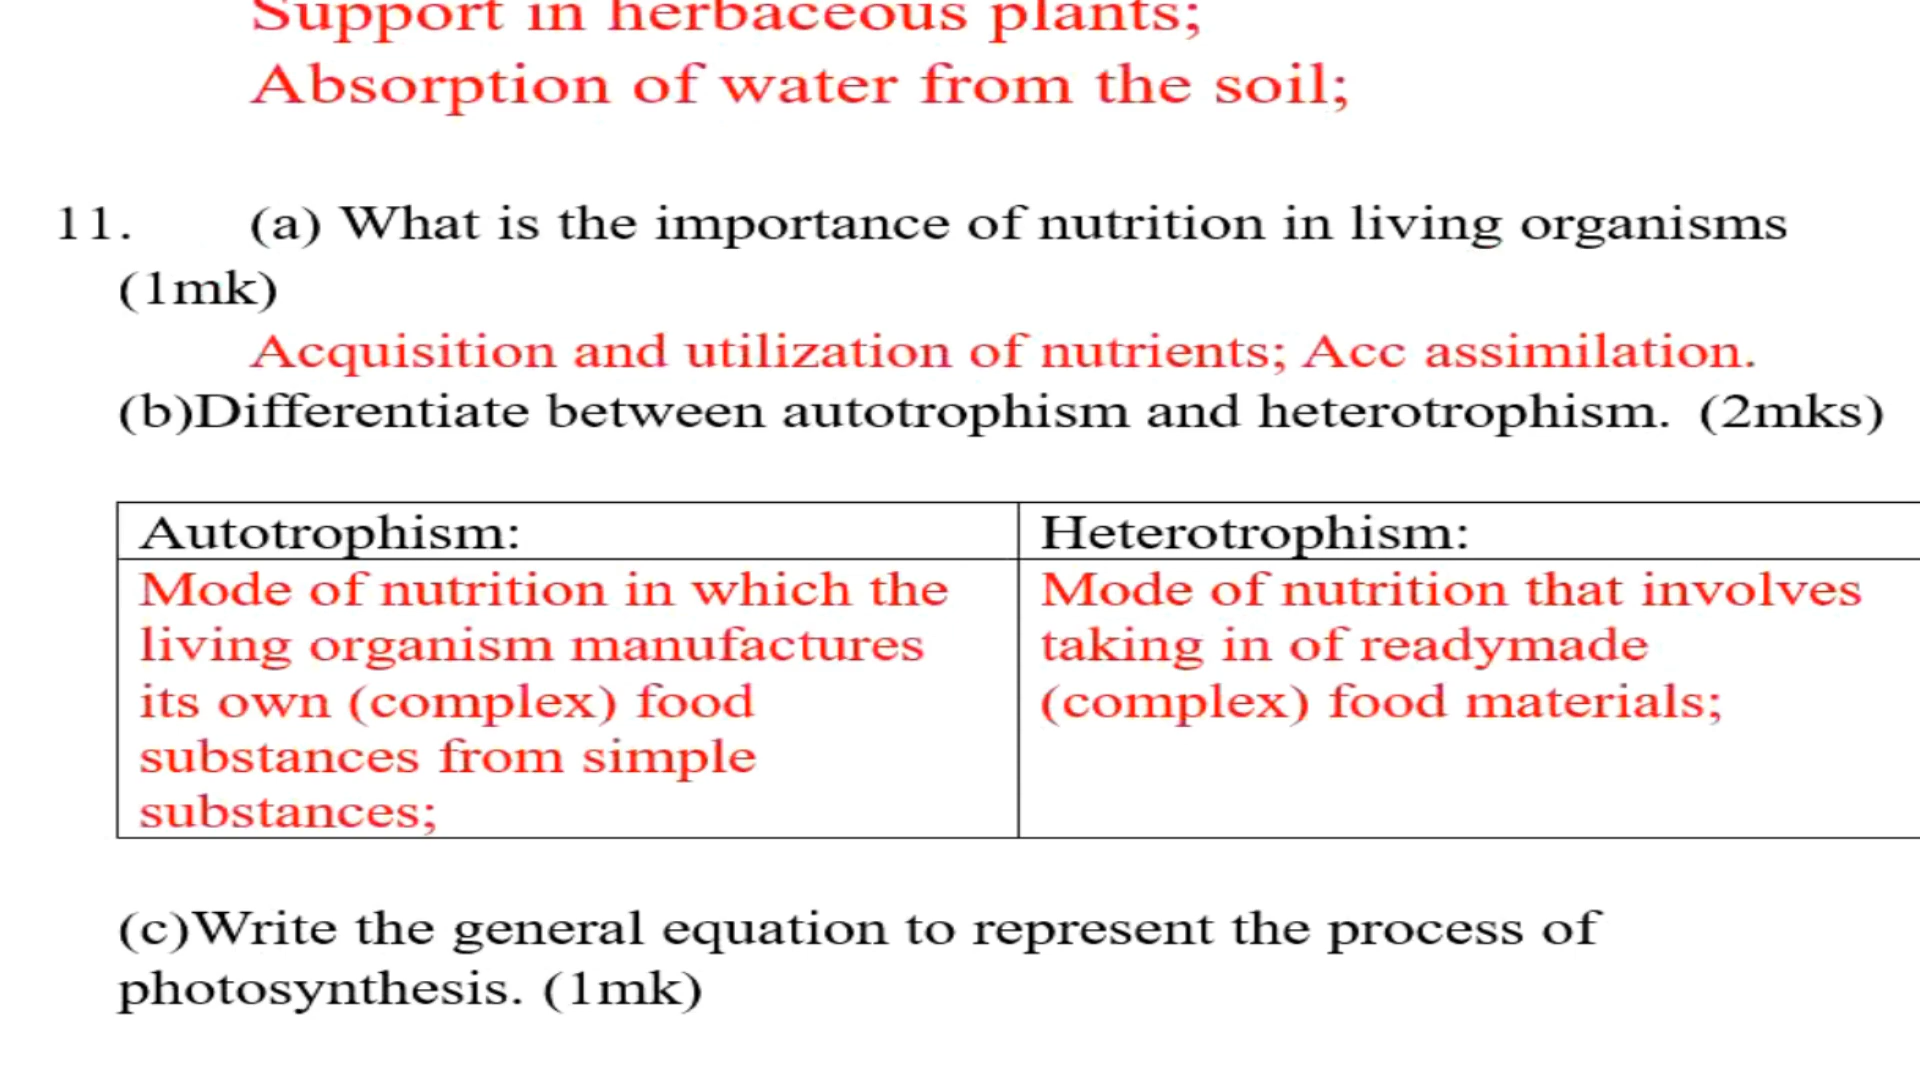 Support in herbaceous plants;
Absorption of water from the soil;
11. (a) What is the importance of nutrition in living organisms
(1mk)
Acquisition and utilization of nutrients; Acc assimilation.
(b)Differentiate between autotrophism and heterotrophism. (2mks)
Autotrophism:
Mode of nutrition in which the
living organism manufactures
its own (complex) food
substances from simple
substances;
Heterotrophism:
Mode of nutrition that involves
taking in of readymade
(complex) food materials;
(c)Write the general equation to represent the process of
photosynthesis. (1mk)